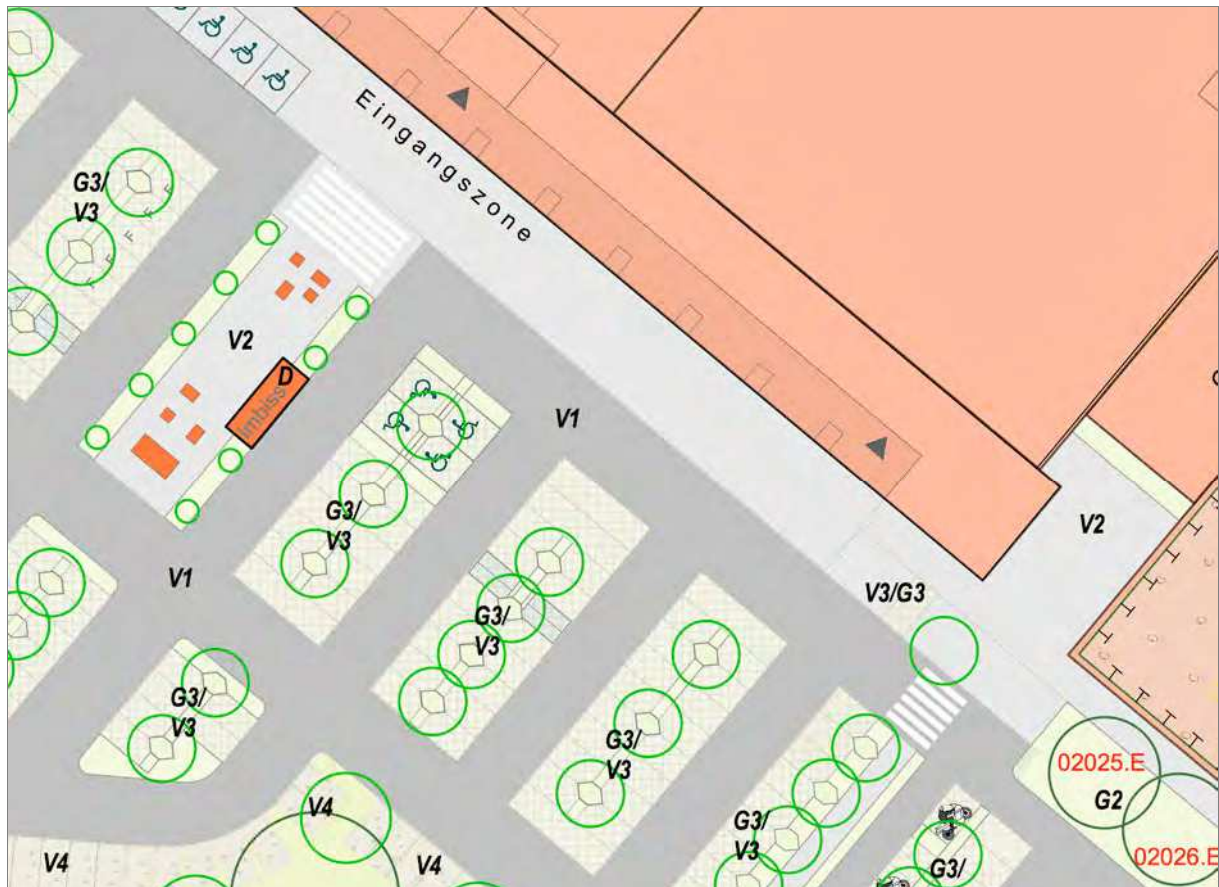 Eingangszone
G3/
V3
F
F
F
F
V2
D
Imbiss
V1
G3/
V3
V2
V1
G3/
V3
V3/G3
G3/
V3
G3/
V3
02025.E
G2
V4
G3/
V3
02026.E
V4
V4
G3/